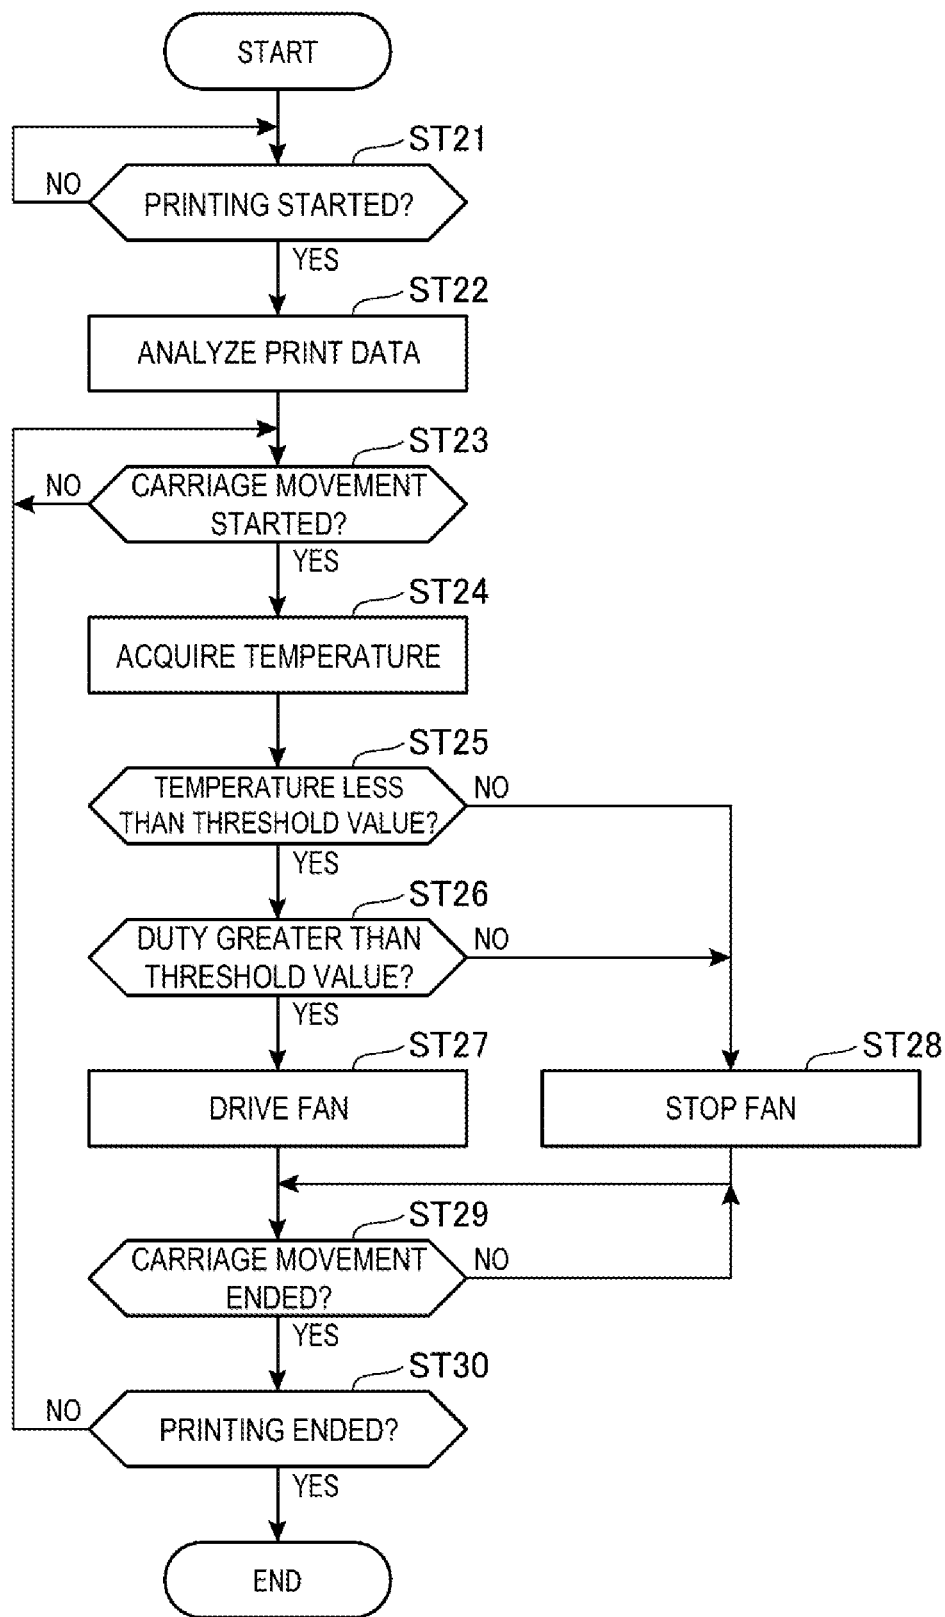 START
ST21
NO
PRINTING STARTED?
YES
ST22
ANALYZE PRINT DATA
ST23
NO
CARRIAGE MOVEMENT
STARTED?
YES
ST24
ACQUIRE TEMPERATURE
ST25
TEMPERATURE LESS
THAN THRESHOLD VALUE?
NO
YES
ST26
DUTY GREATER THAN
THRESHOLD VALUE?
NO
YES
ST27
DRIVE FAN
ST28
STOP FAN
ST29
CARRIAGE MOVEMENT
ENDED?
NO
YES
ST30
NO
PRINTING ENDED?
YES
END